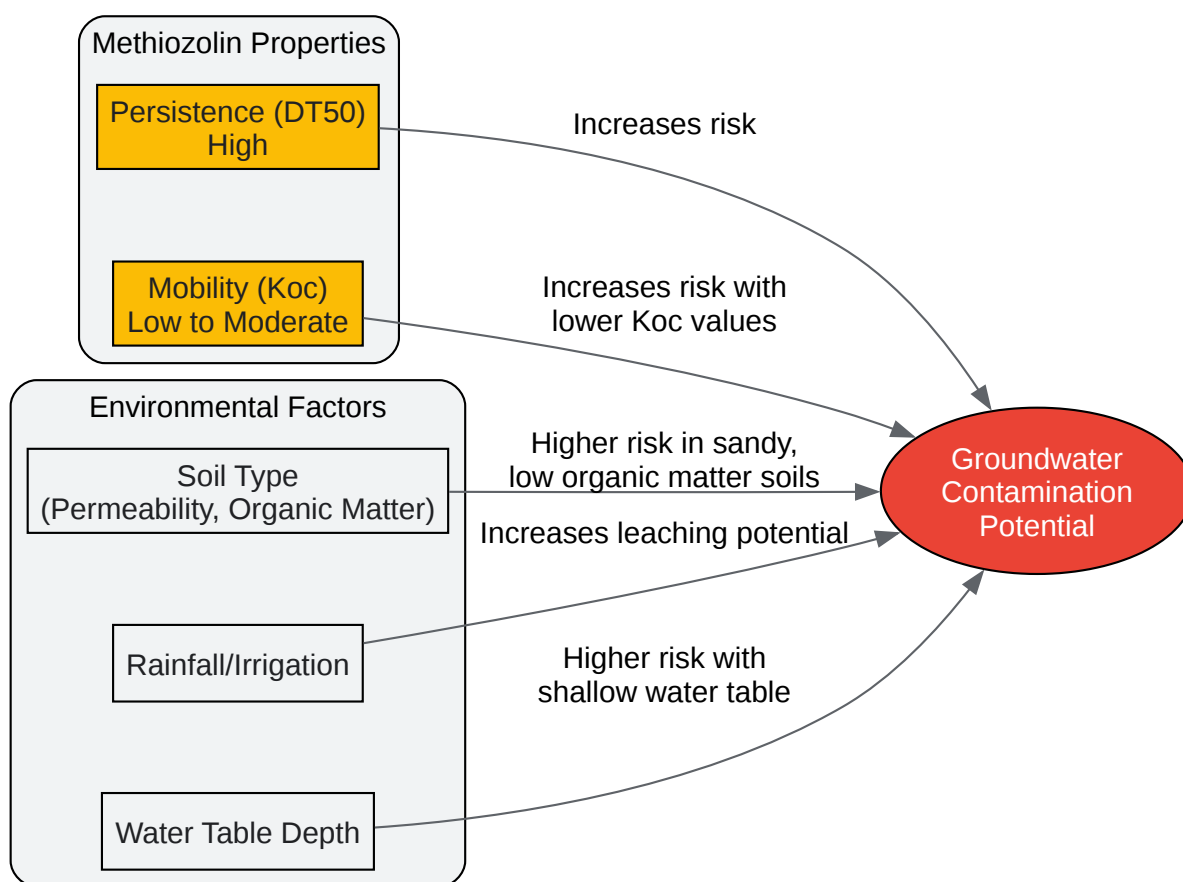 Methiozolin Properties
Persistence (DT50)
High
Increases risk
Mobility (Koc)
Low to Moderate
Increases risk with
lower Koc values
Environmental Factors
Soil Type
(Permeability, Organic Matter)
Higher risk in sandy,
low organic matter soils
Increases leaching potential
Rainfall/Irrigation
Higher risk with
shallow water table
Water Table Depth
Groundwater
Contamination
Potential